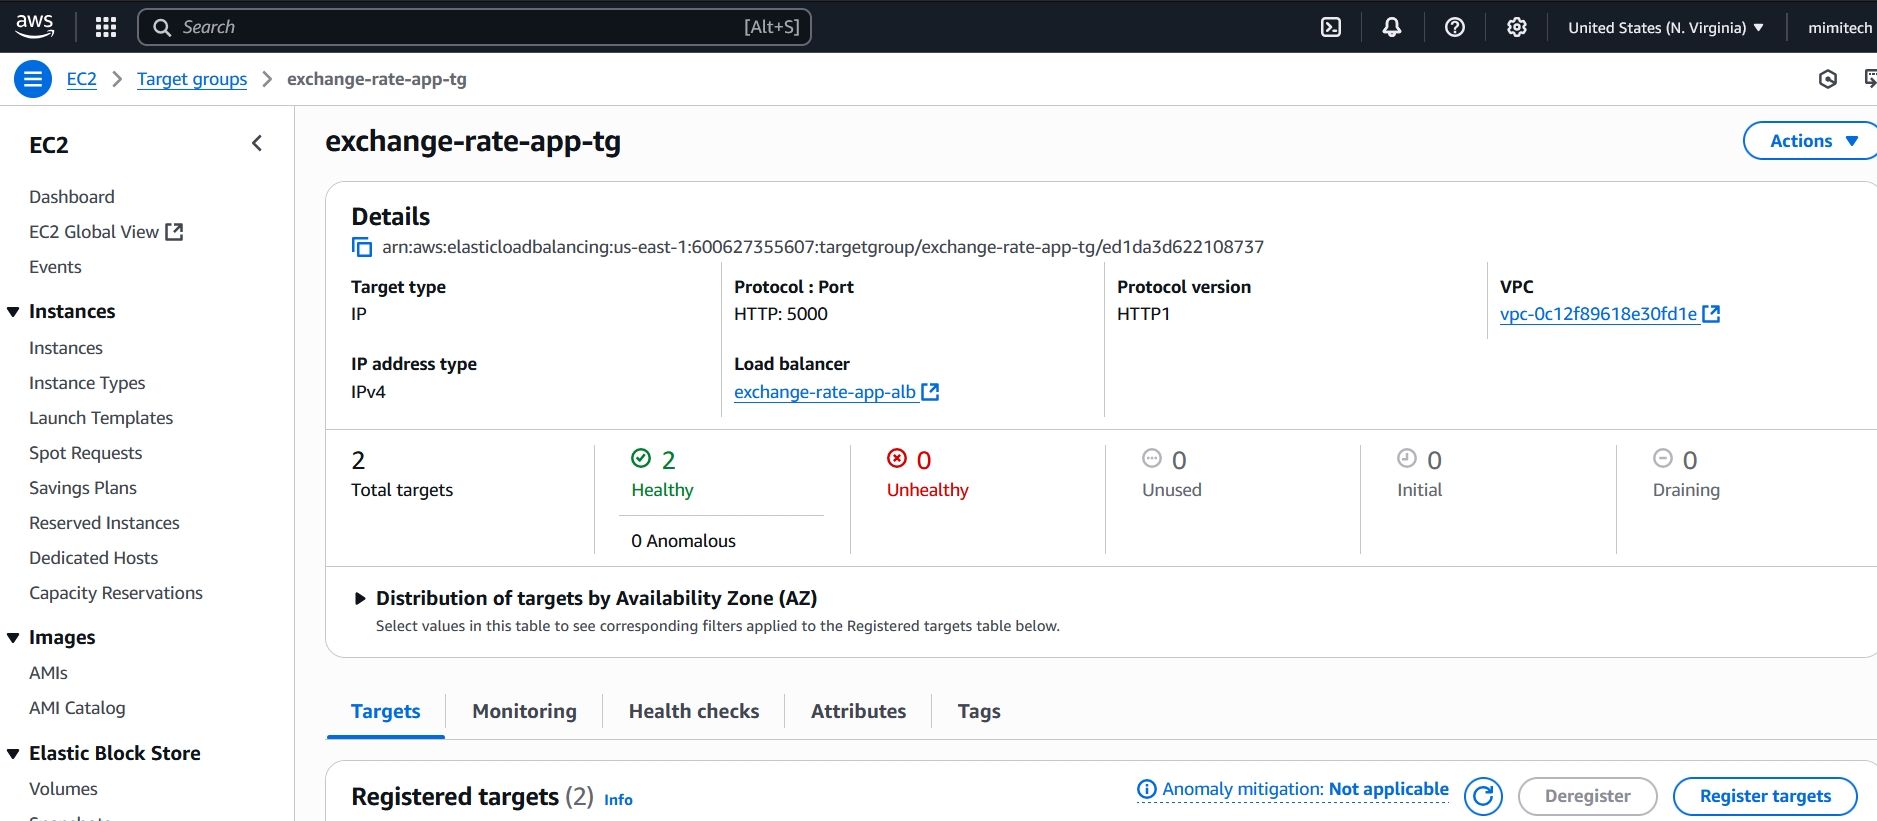 aws Search [Alt+S] United States (N. Virginia) mimitech
EC2 Target groups exchange-rate-app-tg
EC2
Dashboard
EC2 Global View
Events
Instances
Instances
Instance Types
Launch Templates
Spot Requests
Savings Plans
Reserved Instances
Dedicated Hosts
Capacity Reservations
Images
AMIs
AMI Catalog
Elastic Block Store
Volumes
Snapshots
exchange-rate-app-tg
Actions
Details
arn:aws:elasticloadbalancing:us-east-1:600627355607:targetgroup/exchange-rate-app-tg/ed1da3d622108737
Target type
IP
Protocol : Port
HTTP: 5000
Protocol version
HTTP1
VPC
vpc-0c12f89618e30fd1e
IP address type
IPv4
Load balancer
exchange-rate-app-alb
2
Total targets
2
Healthy
0 Anomalous
0
Unhealthy
0
Unused
0
Initial
0
Draining
Distribution of targets by Availability Zone (AZ)
Select values in this table to see corresponding filters applied to the Registered targets table below.
Targets Monitoring Health checks Attributes Tags
Registered targets (2) Info
Anomaly mitigation: Not applicable
Deregister
Register targets